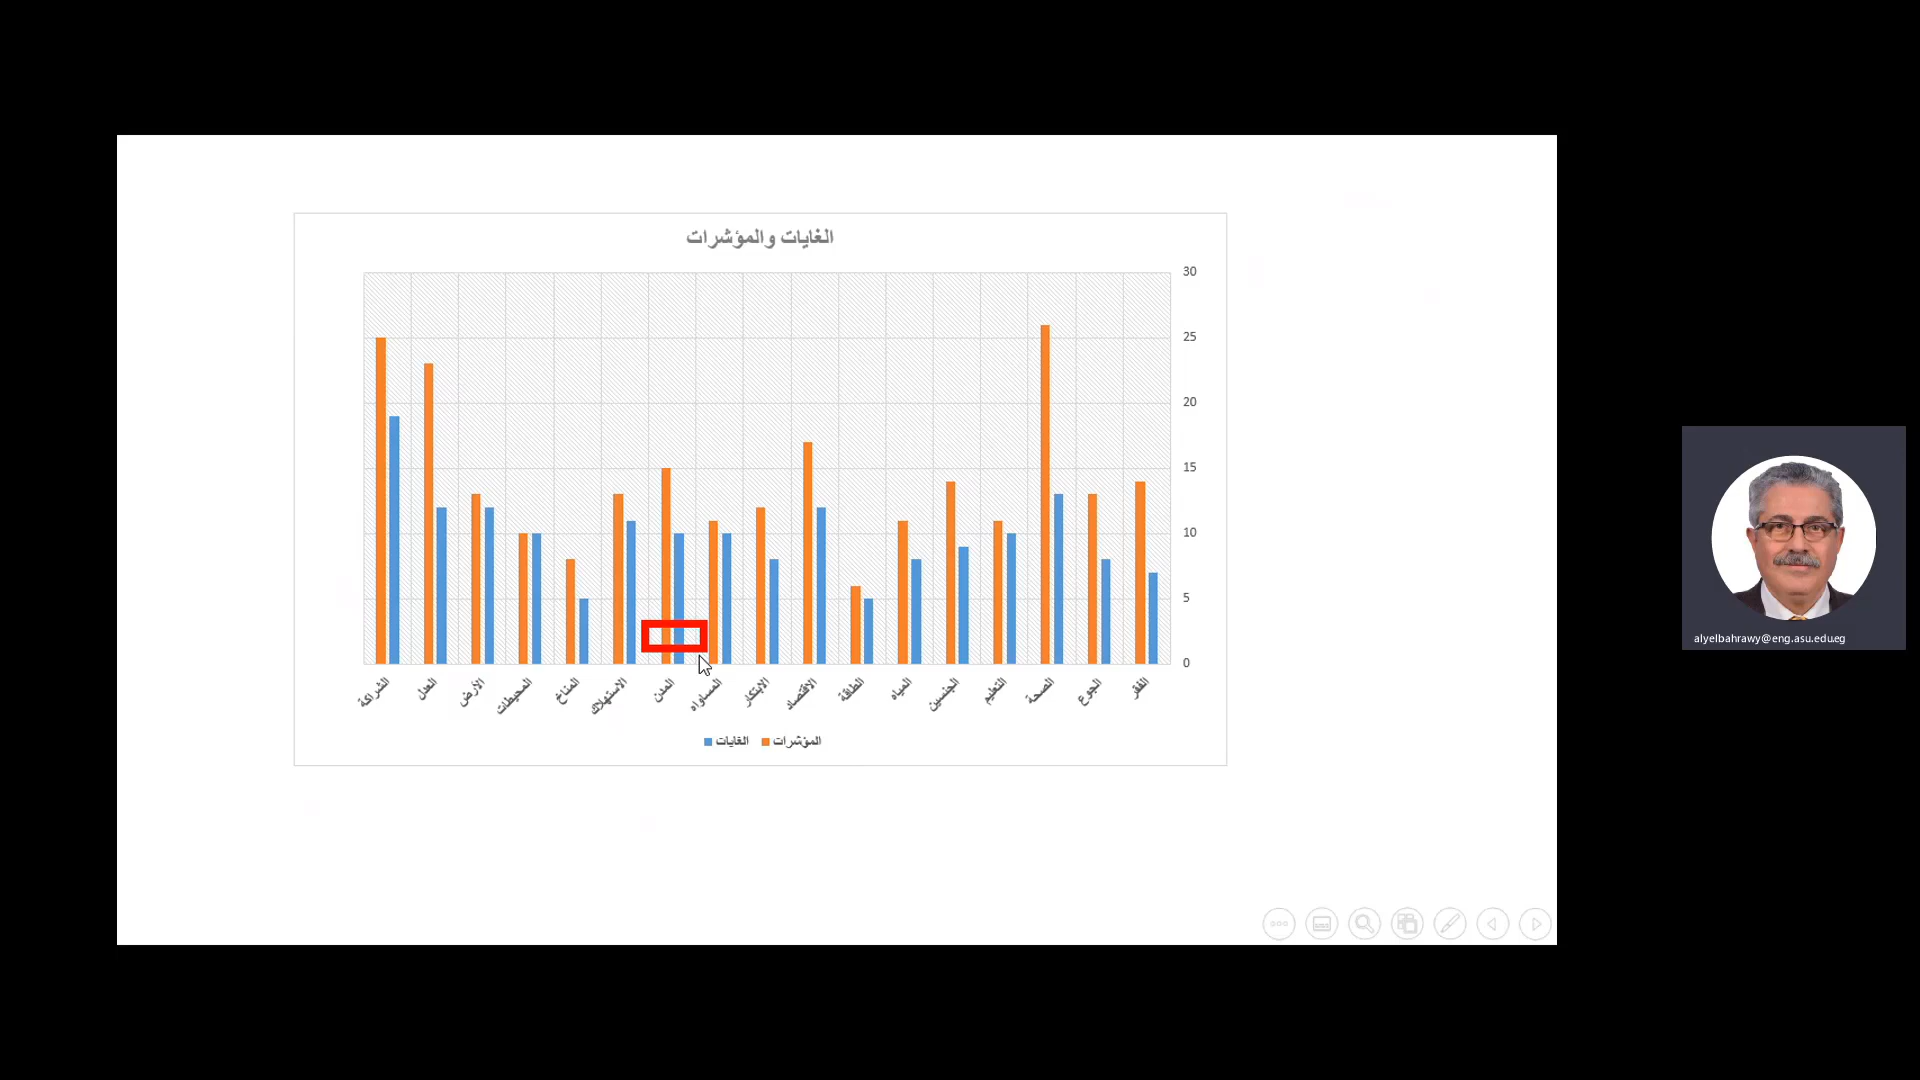 الغايات والمؤشرات
30
25
20
15
10
5
0
الفقر
الجوع
الصحة
التعليم
الجنسين
المياه
الطاقة
الاقتصاد
الابتكار
المساواه
المدن
الاستهلاك
المناخ
المحيطات
الأرض
العدل
الشراكة
المؤشرات
الغايات
alyelbahrawy@eng.asu.edu.eg